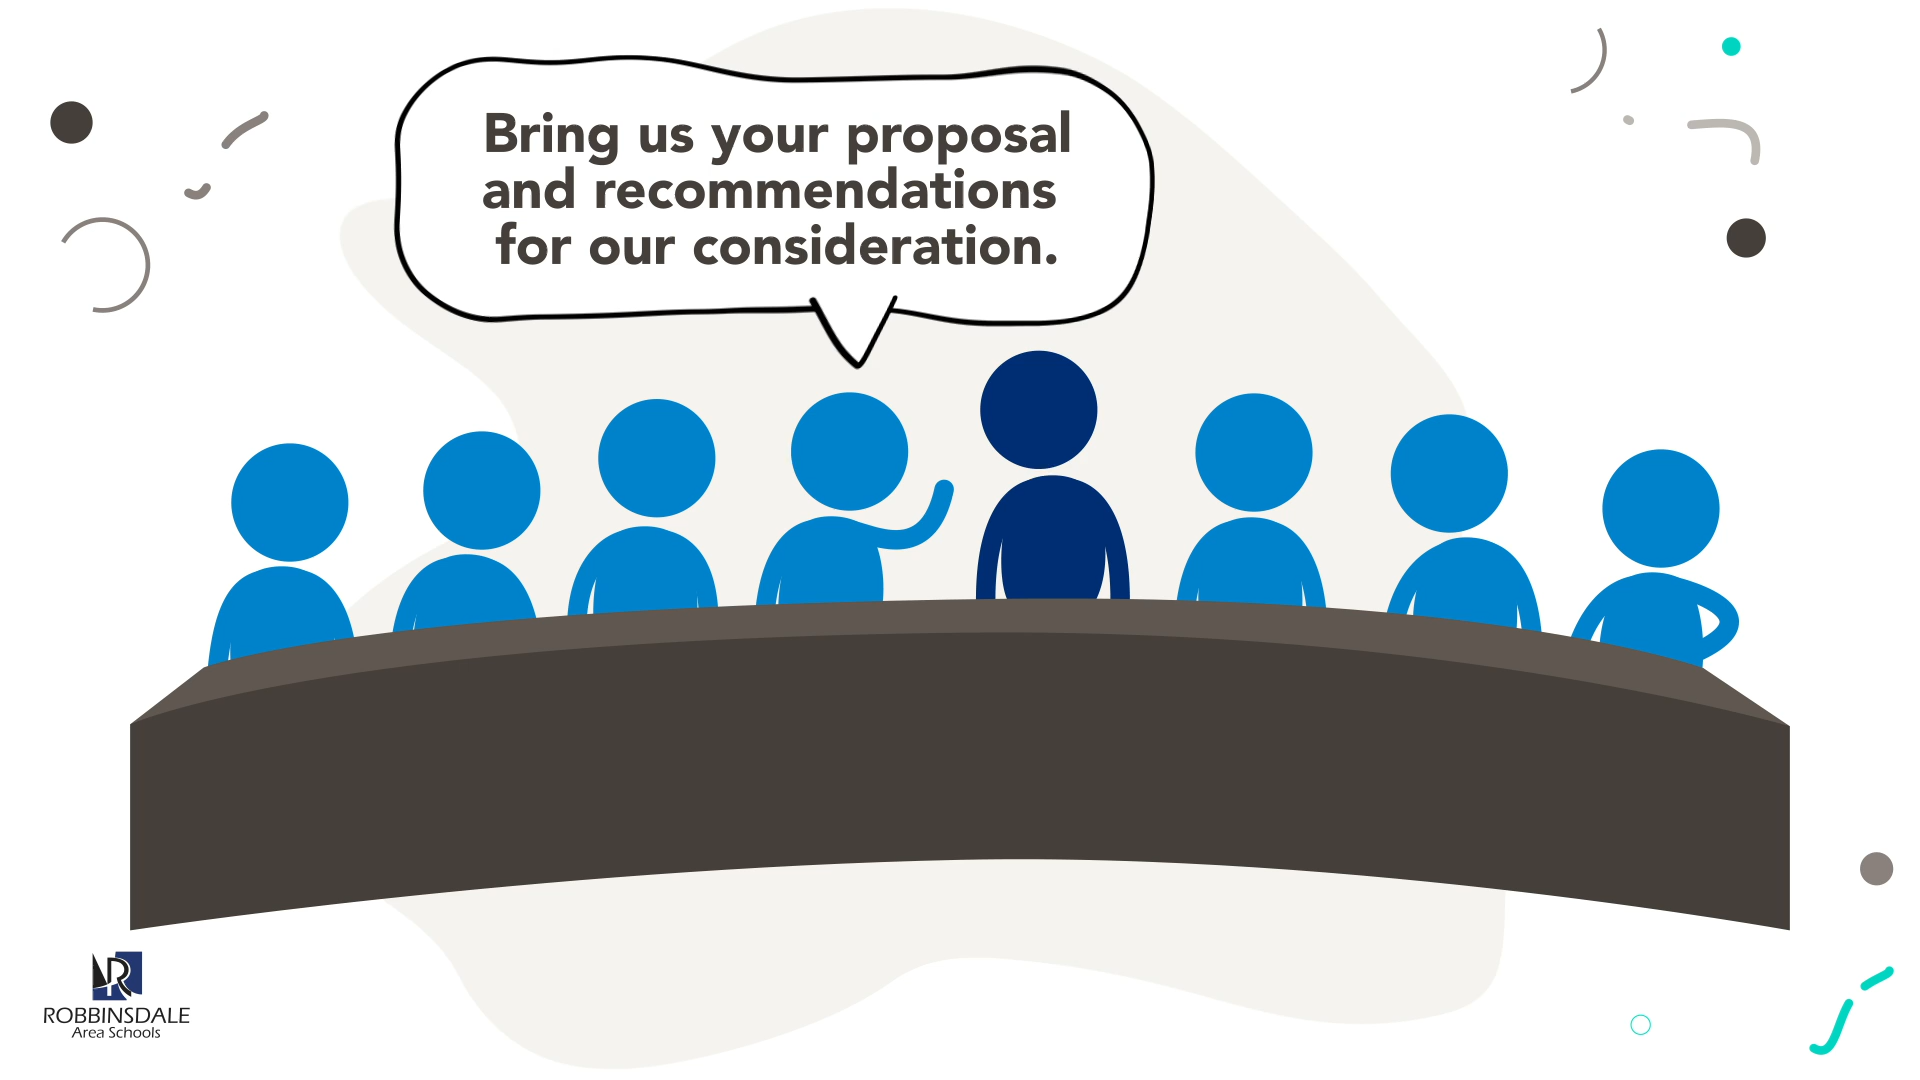 Bring us your proposal
and recommendations
for our consideration.
ROBBINSDALE
Area Schools